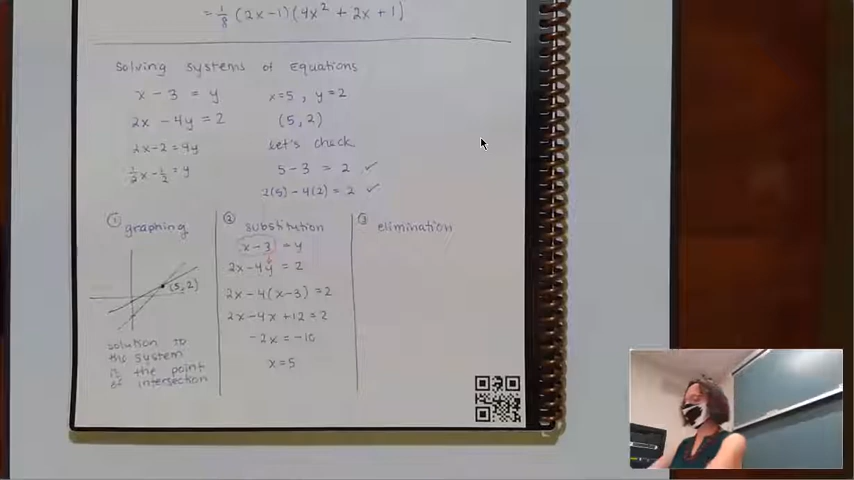 = 1/8 (2x-1)(4x² + 2x + 1)
Solving systems of Equations
x - 3 = y
2x - 4y = 2
2x - 2 = 4y
1/2x - 1/2 = y
x=5, y=2
(5, 2)
Let's check
5 - 3 = 2 ✓
2(5) - 4(2) = 2 ✓
① graphing
(5, 2)
solution to
the system
is the point
of intersection
② substitution
x - 3 = y
2x - 4y = 2
2x - 4(x-3) = 2
2x - 4x + 12 = 2
-2x = -10
x = 5
③ elimination